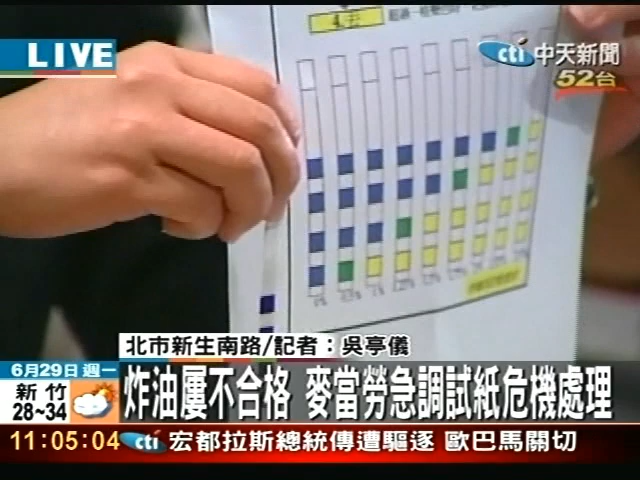 LIVE
cti 中天新聞
52台
北市新生南路/記者：吳亭儀
6月29日 週一
新竹
28~34
炸油屢不合格 麥當勞急調試紙危機處理
11:05:04
cti 宏都拉斯總統傳遭驅逐 歐巴馬關切